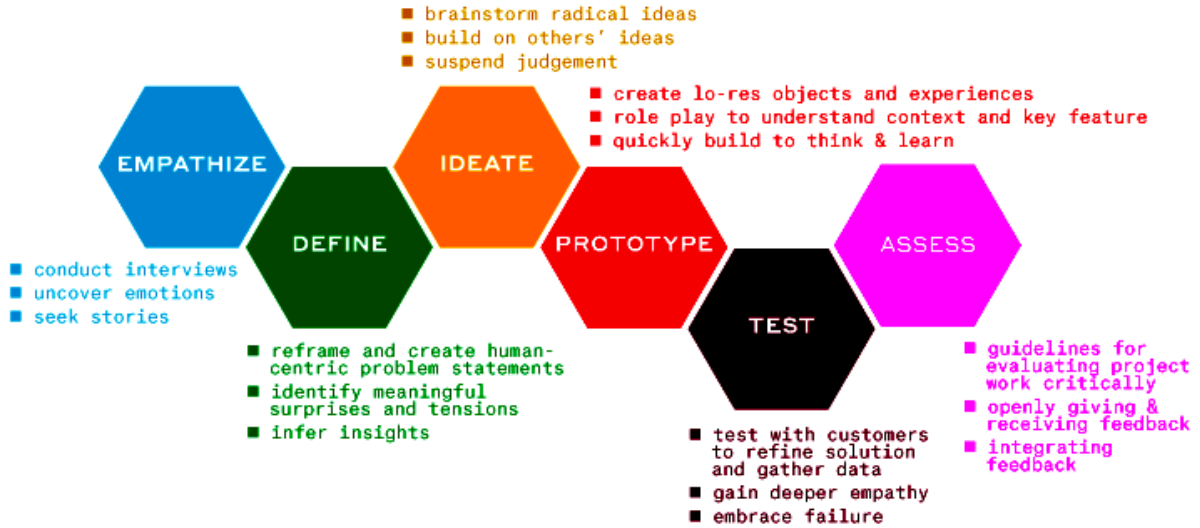 EMPATHIZE
■ conduct interviews
■ uncover emotions
■ seek stories
DEFINE
■ reframe and create human-
centric problem statements
■ identify meaningful
surprises and tensions
■ infer insights
IDEATE
■ brainstorm radical ideas
■ build on others’ ideas
■ suspend judgement
PROTOTYPE
■ create lo-res objects and experiences
■ role play to understand context and key feature
■ quickly build to think & learn
TEST
■ test with customers
to refine solution
and gather data
■ gain deeper empathy
■ embrace failure
ASSESS
■ guidelines for
evaluating project
work critically
■ openly giving &
receiving feedback
■ integrating
feedback